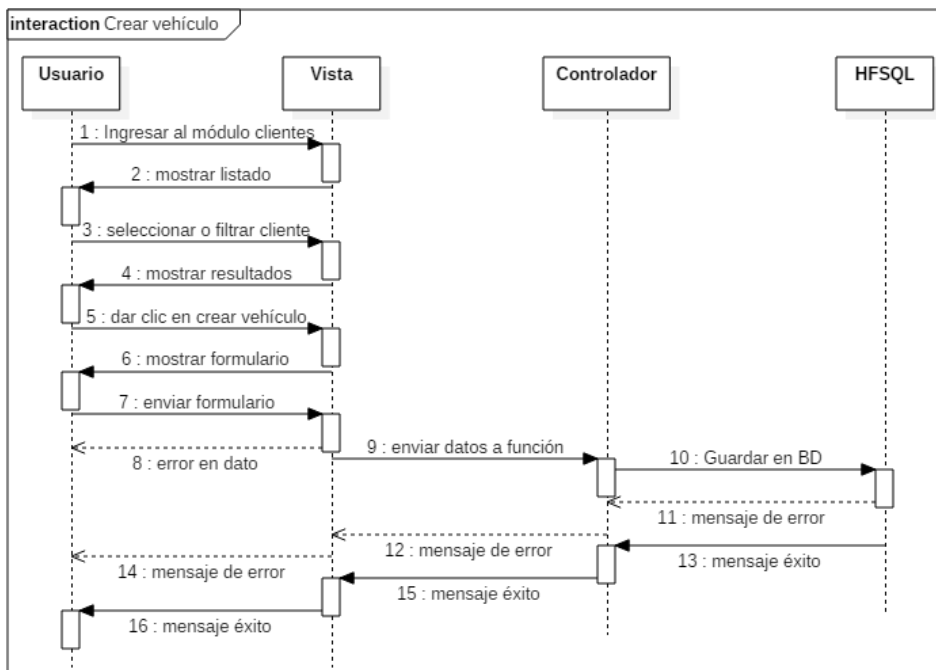 interaction Crear vehículo
Usuario
Vista
Controlador
HFSQL
1 : Ingresar al módulo clientes
2 : mostrar listado
3 : seleccionar o filtrar cliente
4 : mostrar resultados
5 : dar clic en crear vehículo
6 : mostrar formulario
7 : enviar formulario
8 : error en dato
9 : enviar datos a función
10 : Guardar en BD
11 : mensaje de error
12 : mensaje de error
13 : mensaje éxito
14 : mensaje de error
15 : mensaje éxito
16 : mensaje éxito